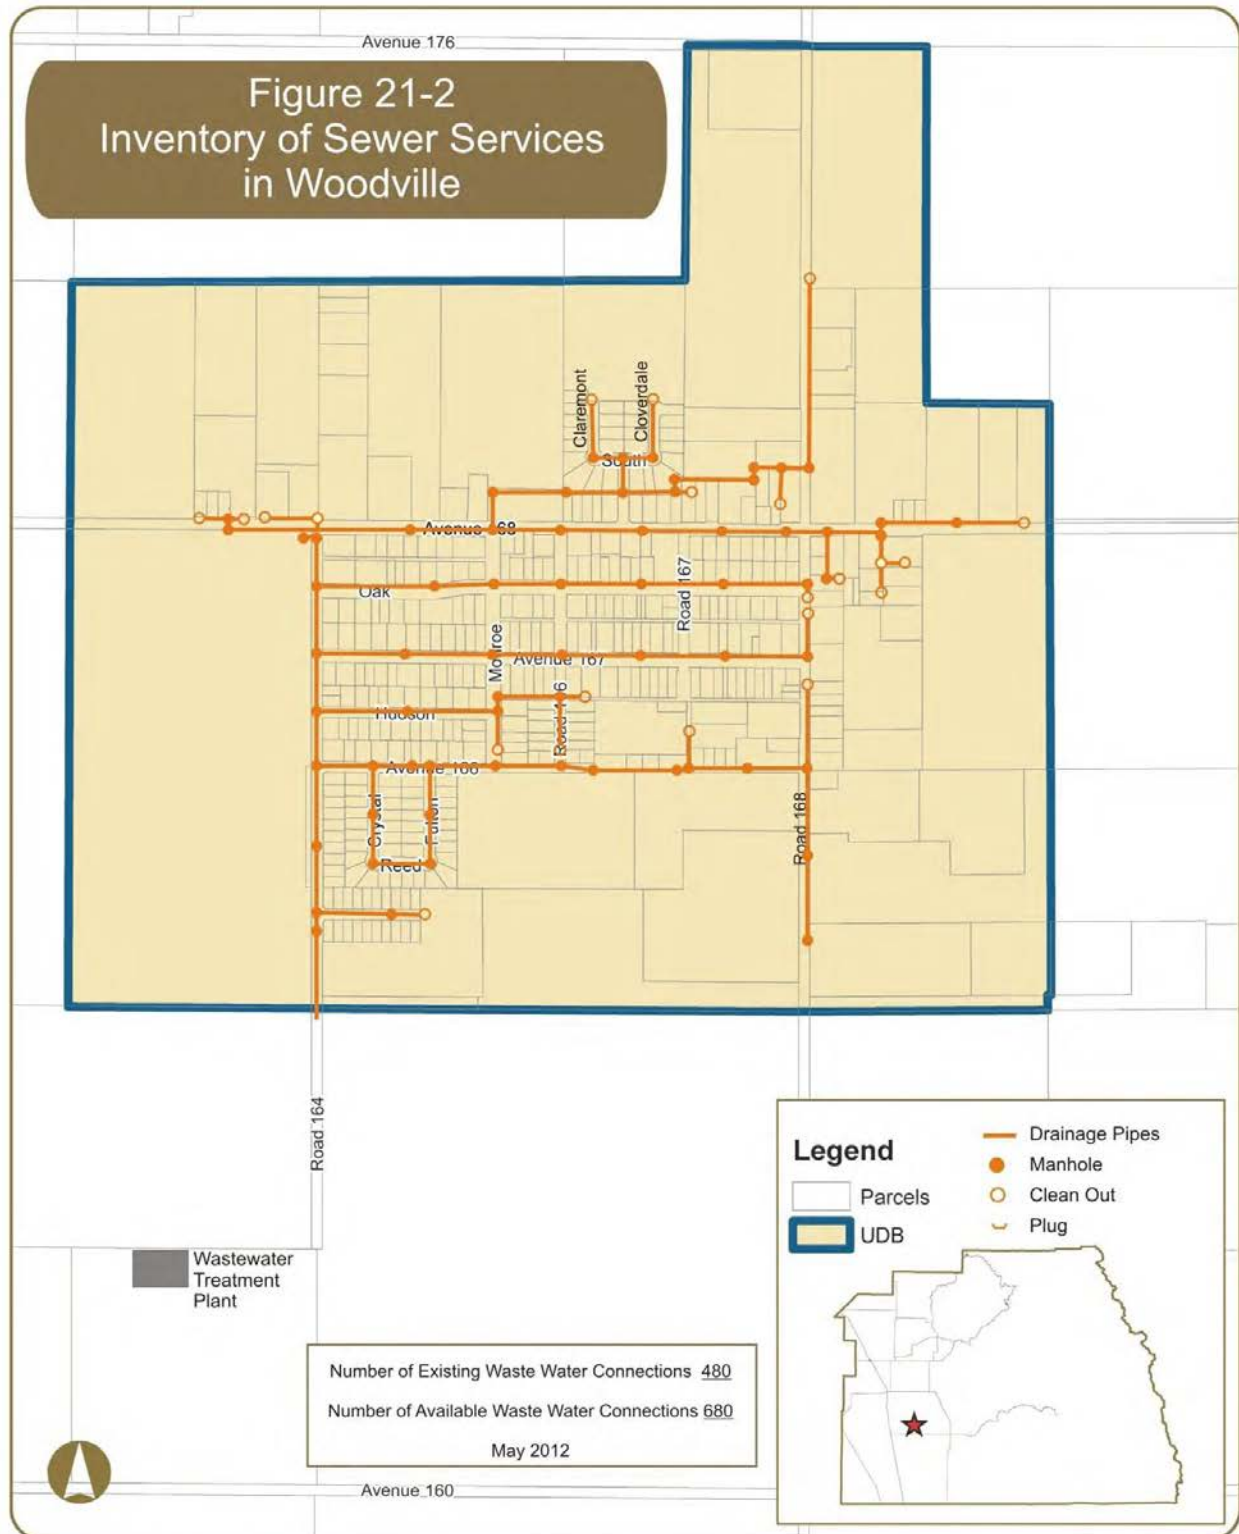 Avenue 176
Figure 21-2
Inventory of Sewer Services
in Woodville
Claremont
Cloverdale
South
Avenue 168
Road 167
Oak
Monroe
Avenue 167
Road 166
Hudson
Avenue 166
Crystal
Fulton
Reed
Road 168
Road 164
Legend
Parcels
UDB
Drainage Pipes
Manhole
Clean Out
Plug
Wastewater
Treatment
Plant
Number of Existing Waste Water Connections 480
Number of Available Waste Water Connections 680
May 2012
Avenue 160